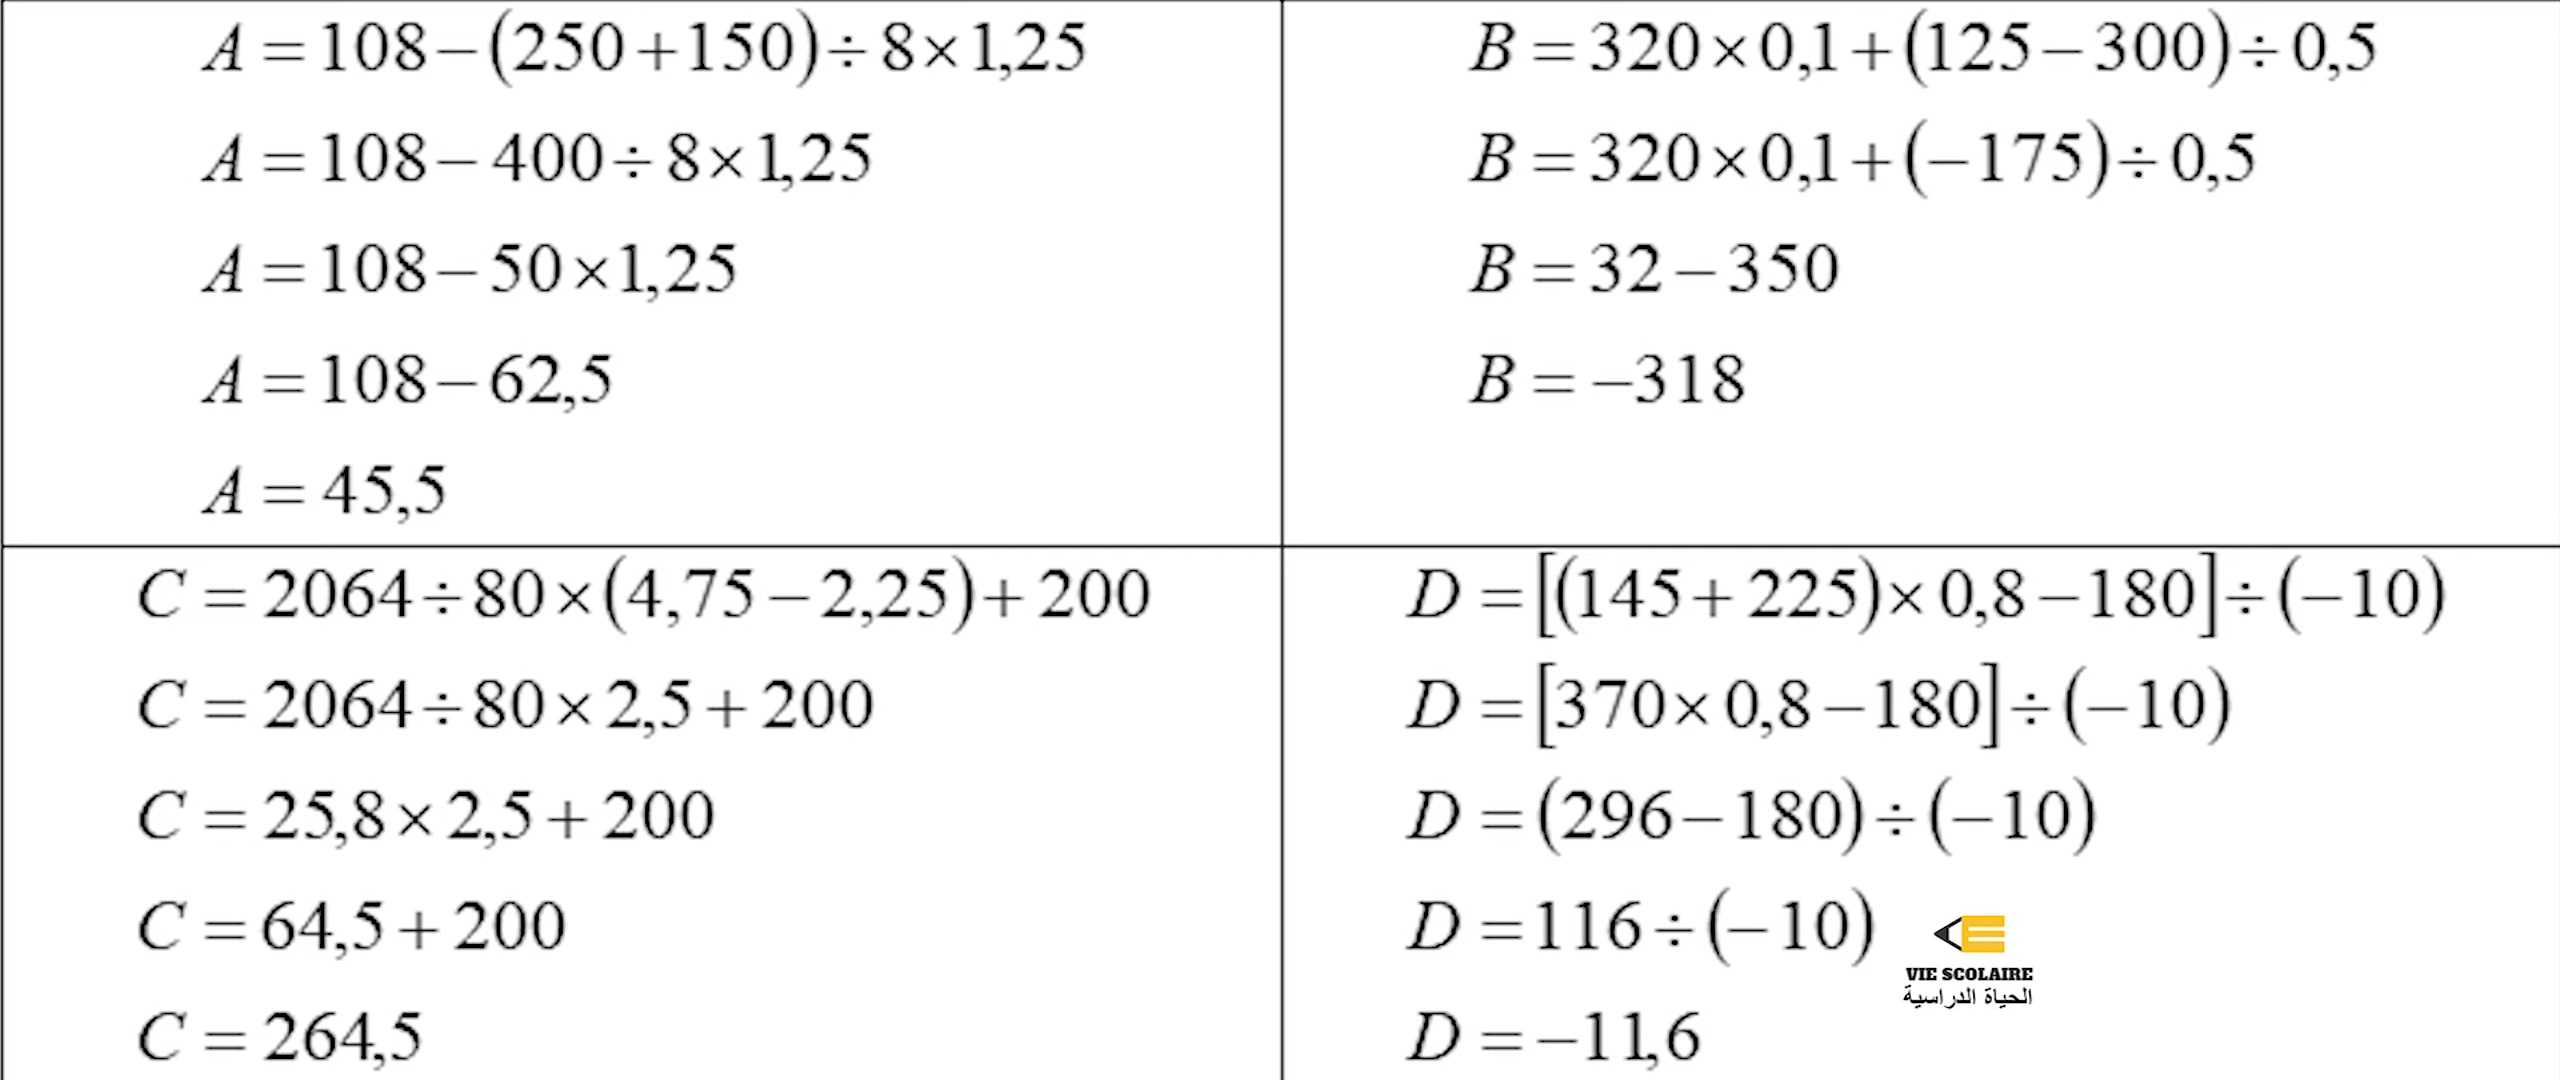 A = 108 − (250 + 150) ÷ 8 × 1,25
A = 108 − 400 ÷ 8 × 1,25
A = 108 − 50 × 1,25
A = 108 − 62,5
A = 45,5
B = 320 × 0,1 + (125 − 300) ÷ 0,5
B = 320 × 0,1 + (−175) ÷ 0,5
B = 32 − 350
B = −318
C = 2064 ÷ 80 × (4,75 − 2,25) + 200
C = 2064 ÷ 80 × 2,5 + 200
C = 25,8 × 2,5 + 200
C = 64,5 + 200
C = 264,5
D = [(145 + 225) × 0,8 − 180] ÷ (−10)
D = [370 × 0,8 − 180] ÷ (−10)
D = (296 − 180) ÷ (−10)
D = 116 ÷ (−10)
D = −11,6
VIE SCOLAIRE
الحياة الدراسية